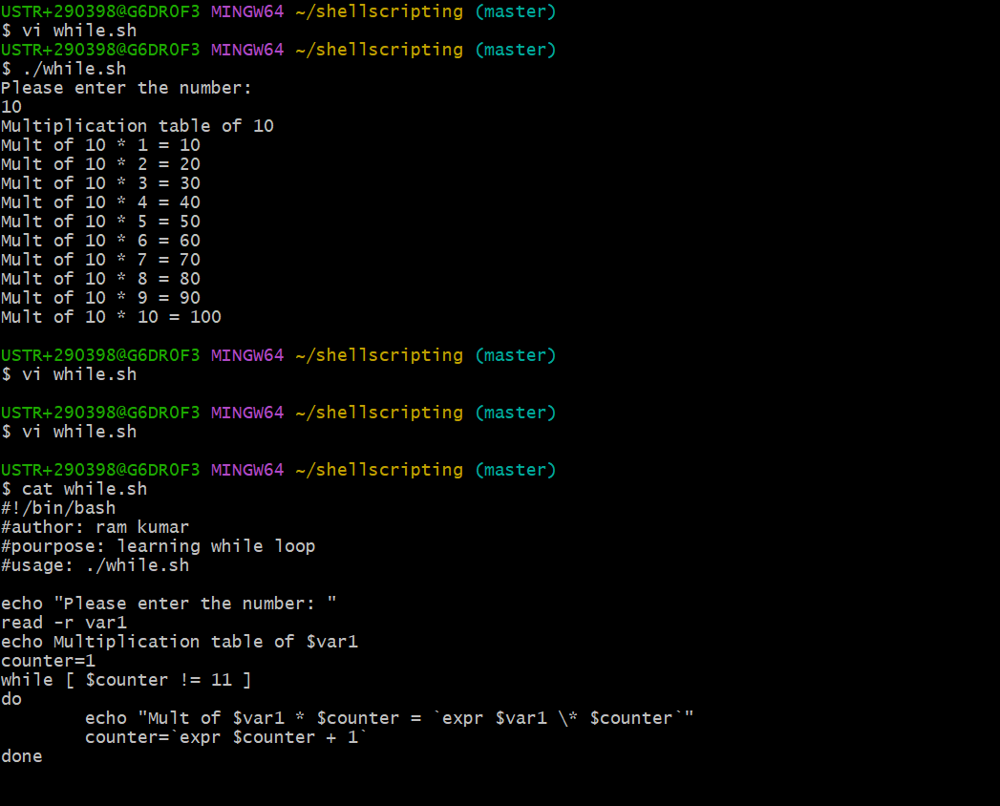 USTR+290398@G6DR0F3 MINGW64 ~/shellscripting (master)
$ vi while.sh
USTR+290398@G6DR0F3 MINGW64 ~/shellscripting (master)
$ ./while.sh
Please enter the number:
10
Multiplication table of 10
Mult of 10 * 1 = 10
Mult of 10 * 2 = 20
Mult of 10 * 3 = 30
Mult of 10 * 4 = 40
Mult of 10 * 5 = 50
Mult of 10 * 6 = 60
Mult of 10 * 7 = 70
Mult of 10 * 8 = 80
Mult of 10 * 9 = 90
Mult of 10 * 10 = 100
USTR+290398@G6DR0F3 MINGW64 ~/shellscripting (master)
$ vi while.sh
USTR+290398@G6DR0F3 MINGW64 ~/shellscripting (master)
$ vi while.sh
USTR+290398@G6DR0F3 MINGW64 ~/shellscripting (master)
$ cat while.sh
#!/bin/bash
#author: ram kumar
#pourpose: learning while loop
#usage: ./while.sh
echo "Please enter the number: "
read -r var1
echo Multiplication table of $var1
counter=1
while [ $counter != 11 ]
do
        echo "Mult of $var1 * $counter = `expr $var1 \* $counter`"
        counter=`expr $counter + 1`
done